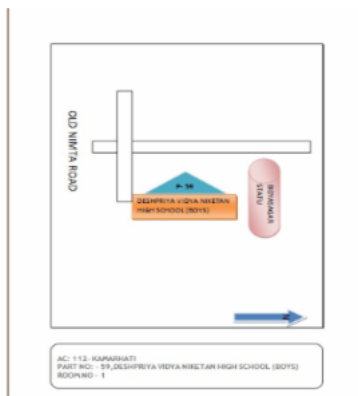 OLD NIMTA ROAD
P- 59
DESHPRIYA VIDYA NIKETAN
HIGH SCHOOL (BOYS)
BIDYASAGAR
STATU
N
AC: 112- KAMARHATI
PART NO: - 59,DESHPRIYA VIDYA NIKETAN HIGH SCHOOL (BOYS)
ROOM NO - 1